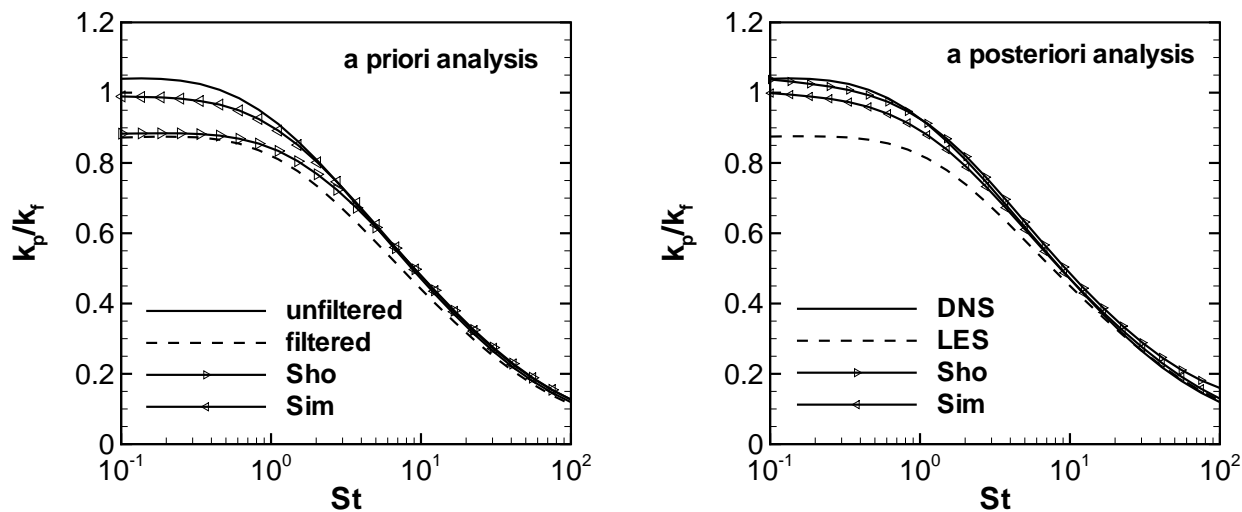 a priori analysis
1.2
1
0.8
0.6
0.4
0.2
0
k_p/k_f
unfiltered
filtered
Sho
Sim
10^-1
10^0
10^1
10^2
St
a posteriori analysis
1.2
1
0.8
0.6
0.4
0.2
0
k_p/k_f
DNS
LES
Sho
Sim
10^-1
10^0
10^1
10^2
St